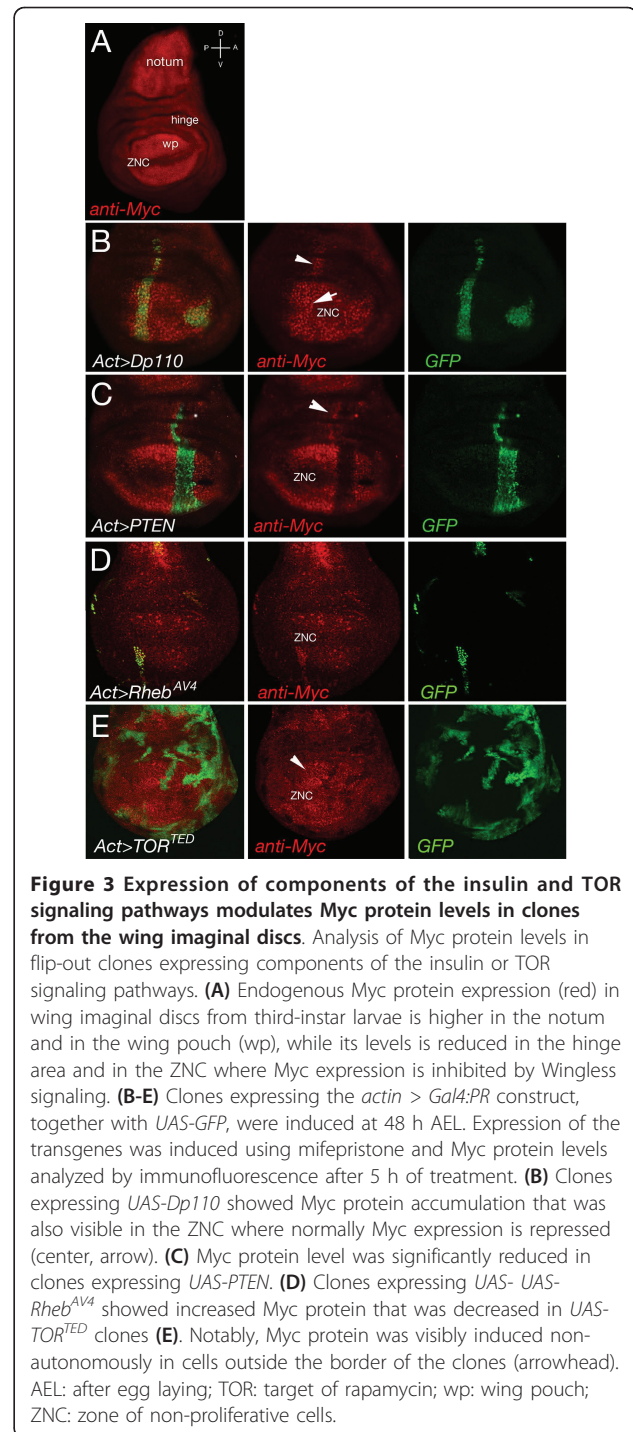 A
D
P A
V
notum
hinge
wp
ZNC
anti-Myc
B
ZNC
Act>Dp110
anti-Myc
GFP
C
ZNC
Act>PTEN
anti-Myc
GFP
D
ZNC
Act>Rheb^AV4
anti-Myc
GFP
E
ZNC
Act>TOR^TED
anti-Myc
GFP
Figure 3 Expression of components of the insulin and TOR
signaling pathways modulates Myc protein levels in clones
from the wing imaginal discs. Analysis of Myc protein levels in
flip-out clones expressing components of the insulin or TOR
signaling pathways. (A) Endogenous Myc protein expression (red) in
wing imaginal discs from third-instar larvae is higher in the notum
and in the wing pouch (wp), while its levels is reduced in the hinge
area and in the ZNC where Myc expression is inhibited by Wingless
signaling. (B-E) Clones expressing the actin > Gal4:PR construct,
together with UAS-GFP, were induced at 48 h AEL. Expression of the
transgenes was induced using mifepristone and Myc protein levels
analyzed by immunofluorescence after 5 h of treatment. (B) Clones
expressing UAS-Dp110 showed Myc protein accumulation that was
also visible in the ZNC where normally Myc expression is repressed
(center, arrow). (C) Myc protein level was significantly reduced in
clones expressing UAS-PTEN. (D) Clones expressing UAS- UAS-
Rheb^AV4 showed increased Myc protein that was decreased in UAS-
TOR^TED clones (E). Notably, Myc protein was visibly induced non-
autonomously in cells outside the border of the clones (arrowhead).
AEL: after egg laying; TOR: target of rapamycin; wp: wing pouch;
ZNC: zone of non-proliferative cells.